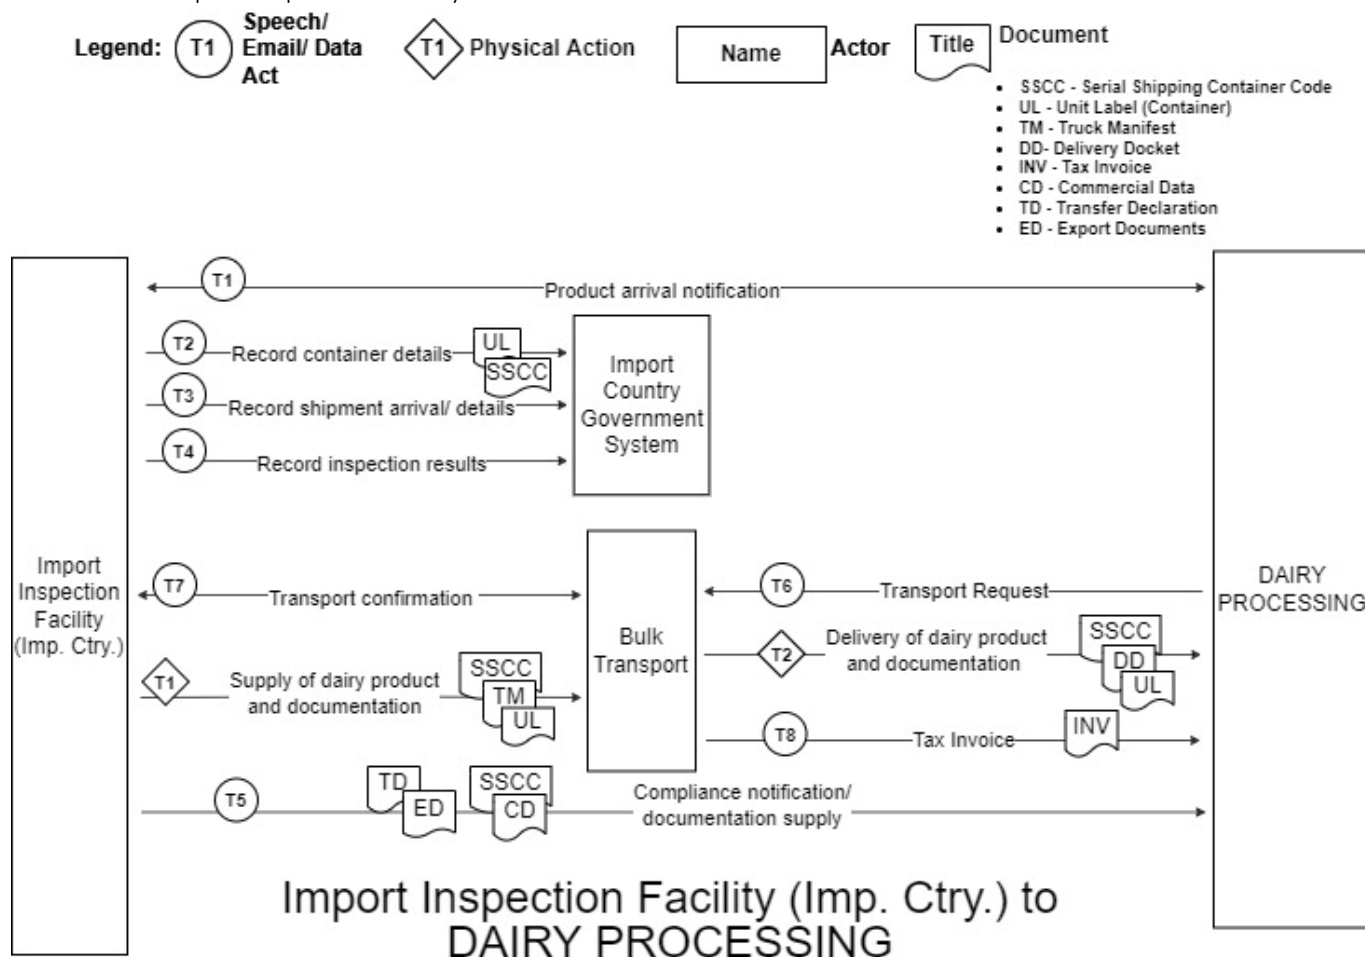 Legend:
T1
Speech/
Email/ Data
Act
T1
Physical Action
Name
Actor
Title
Document
• SSCC - Serial Shipping Container Code
• UL - Unit Label (Container)
• TM - Truck Manifest
• DD- Delivery Docket
• INV - Tax Invoice
• CD - Commercial Data
• TD - Transfer Declaration
• ED - Export Documents
T1
Product arrival notification
T2
Record container details
UL
SSCC
T3
Record shipment arrival/ details
T4
Record inspection results
Import
Country
Government
System
Import
Inspection
Facility
(Imp. Ctry.)
T7
Transport confirmation
T1
Supply of dairy product
and documentation
SSCC
TM
UL
Bulk
Transport
T6
Transport Request
T2
Delivery of dairy product
and documentation
SSCC
DD
UL
T8
Tax Invoice
INV
DAIRY
PROCESSING
T5
TD
ED
SSCC
CD
Compliance notification/
documentation supply
Import Inspection Facility (Imp. Ctry.) to
DAIRY PROCESSING